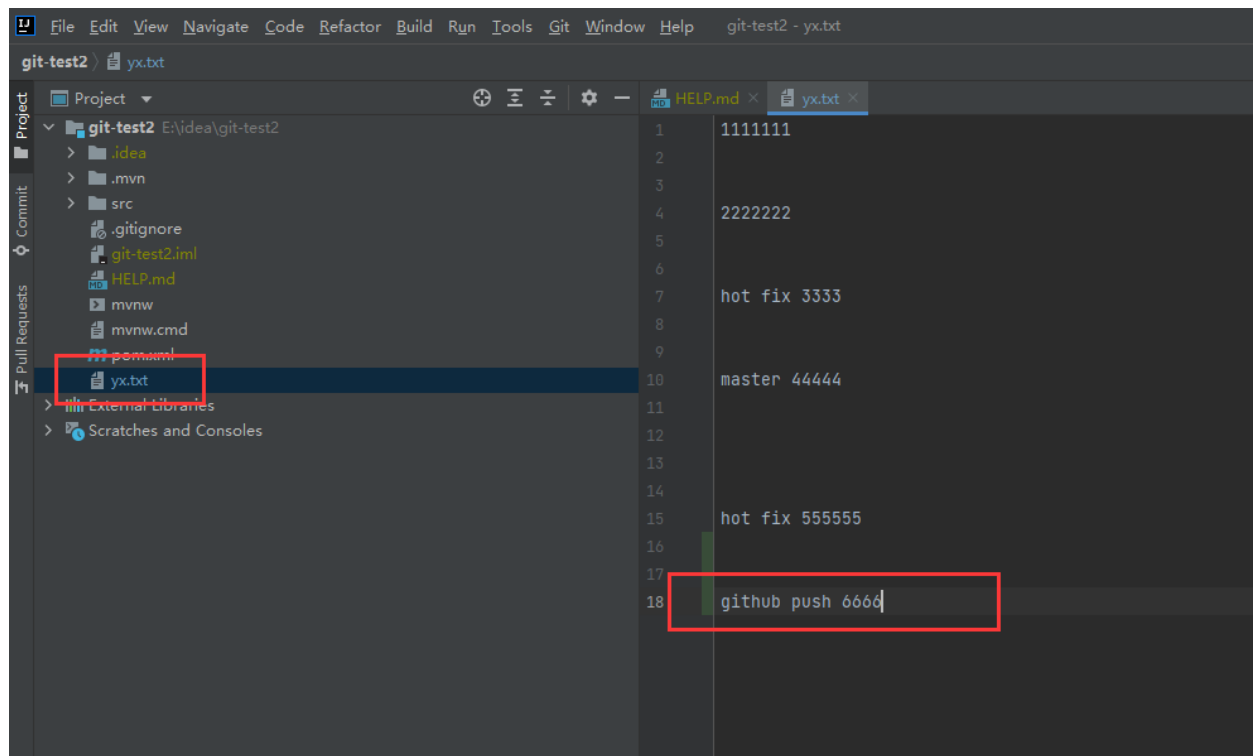 File Edit View Navigate Code Refactor Build Run Tools Git Window Help git-test2 - yx.txt
git-test2 yx.txt
Project
Commit
Pull Requests
Project
git-test2 E:\idea\git-test2
.idea
.mvn
src
.gitignore
git-test2.iml
HELP.md
mvnw
mvnw.cmd
pom.xml
yx.txt
External Libraries
Scratches and Consoles
HELP.md yx.txt
1 1111111
2
3
4 2222222
5
6
7 hot fix 3333
8
9
10 master 44444
11
12
13
14
15 hot fix 555555
16
17
18 github push 6666